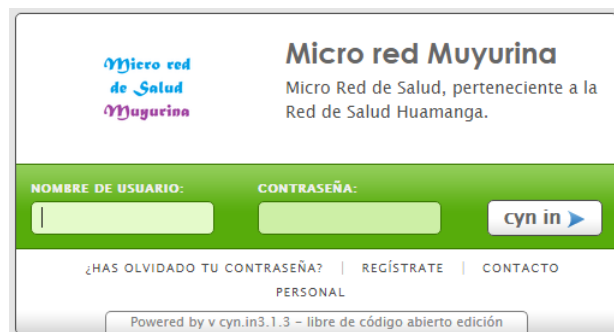 Micro red
de Salud
Muyurina
Micro red Muyurina
Micro Red de Salud, perteneciente a la
Red de Salud Huamanga.
NOMBRE DE USUARIO:
CONTRASEÑA:
cyn in
¿HAS OLVIDADO TU CONTRASEÑA? | REGÍSTRATE | CONTACTO
PERSONAL
Powered by v cyn.in3.1.3 – libre de código abierto edición